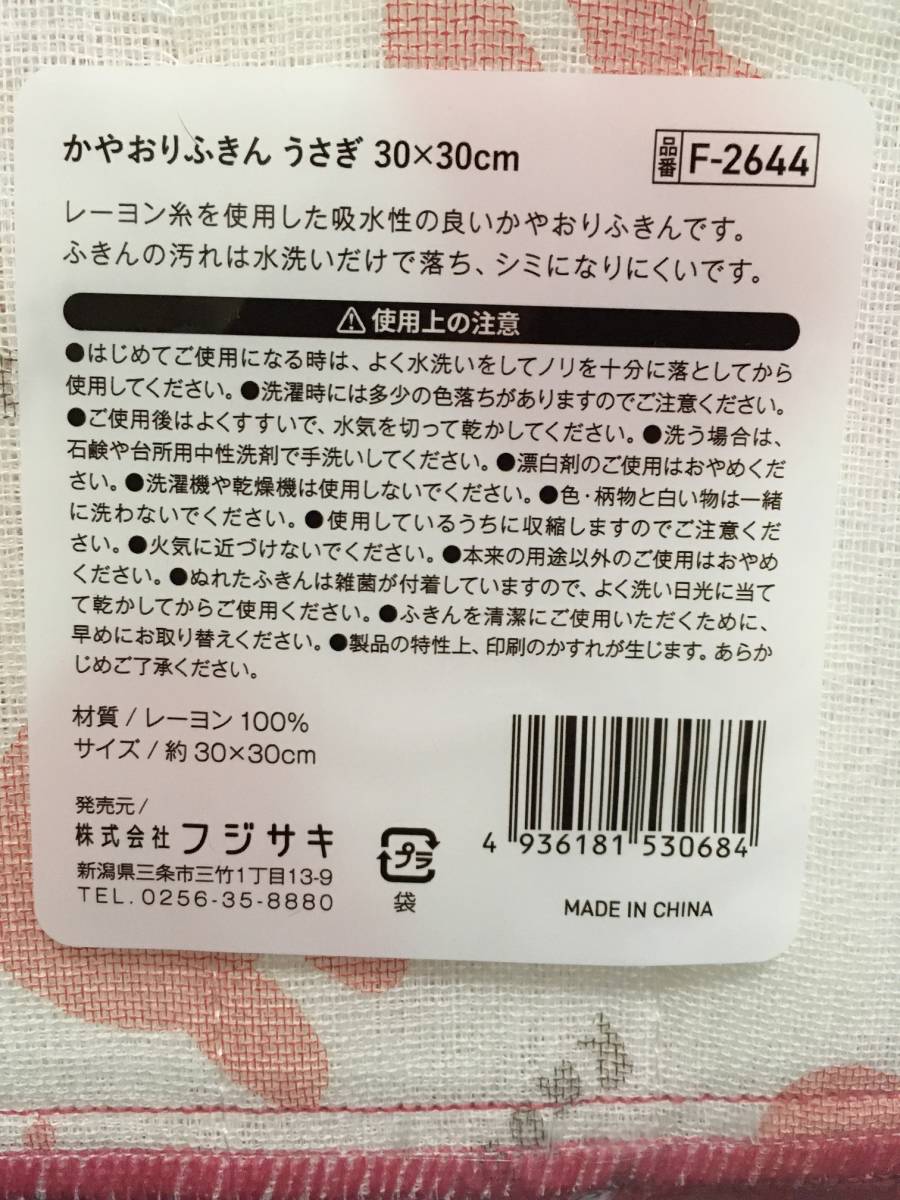 かやおりふきん うさぎ 30×30cm
品番 F-2644
レーヨン糸を使用した吸水性の良いかやおりふきんです。
ふきんの汚れは水洗いだけで落ち、シミになりにくいです。
⚠使用上の注意
●はじめてご使用になる時は、よく水洗いをしてノリを十分に落としてから
使用してください。●洗濯時には多少の色落ちがありますのでご注意ください。
●ご使用後はよくすすいで、水気を切って乾かしてください。●洗う場合は、
石鹸や台所用中性洗剤で手洗いしてください。●漂白剤のご使用はおやめくだ
さい。●洗濯機や乾燥機は使用しないでください。●色・柄物と白い物は一緒
に洗わないでください。●使用しているうちに収縮しますのでご注意くだ
さい。●火気に近づけないでください。●本来の用途以外のご使用はおやめ
ください。●ぬれたふきんは雑菌が付着していますので、よく洗い日光に当て
て乾かしてからご使用ください。●ふきんを清潔にご使用いただくために、
早めにお取り替えください。●製品の特性上、印刷のかすれが生じます。あらか
じめご了承ください。
材質/レーヨン100%
サイズ/約30×30cm
発売元/
株式会社フジサキ
新潟県三条市三竹1丁目13-9
TEL.0256-35-8880
プラ
袋
4 936181 530684
MADE IN CHINA